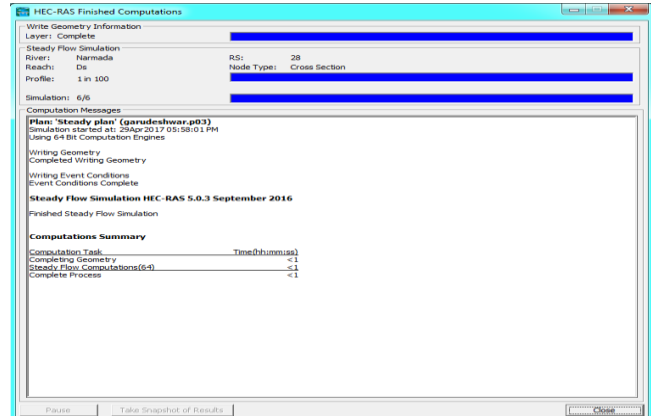 HEC-RAS Finished Computations
Write Geometry Information
Layer: Complete
Steady Flow Simulation
River: Narmada RS: 28
Reach: Ds Node Type: Cross Section
Profile: 1 in 100
Simulation: 6/6
Computation Messages
Plan: 'Steady plan' (garudeshwar.p03)
Simulation started at: 29Apr2017 05:58:01 PM
Using 64 Bit Computation Engines
Writing Geometry
Completed Writing Geometry
Writing Event Conditions
Event Conditions Complete
Steady Flow Simulation HEC-RAS 5.0.3 September 2016
Finished Steady Flow Simulation
Computations Summary
Computation Task Time(hh:mm:ss)
Completing Geometry <1
Steady Flow Computations(64) <1
Complete Process <1
Pause Take Snapshot of Results Close